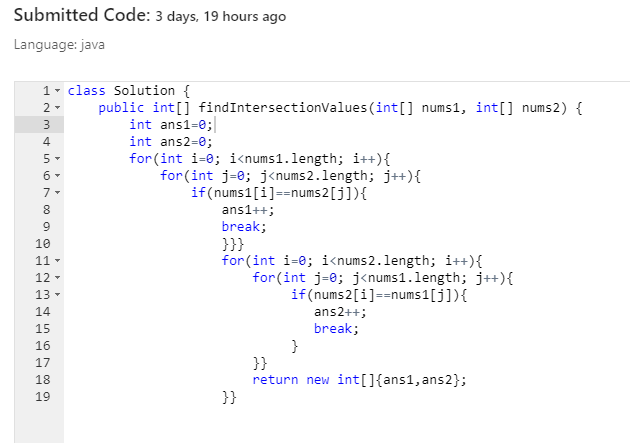 Submitted Code: 3 days, 19 hours ago
Language: java
1 class Solution {
2 public int[] findIntersectionValues(int[] nums1, int[] nums2) {
3 int ans1=0;
4 int ans2=0;
5 for(int i=0; i<nums1.length; i++){
6 for(int j=0; j<nums2.length; j++){
7 if(nums1[i]==nums2[j]){
8 ans1++;
9 break;
10 }}}
11 for(int i=0; i<nums2.length; i++){
12 for(int j=0; j<nums1.length; j++){
13 if(nums2[i]==nums1[j]){
14 ans2++;
15 break;
16 }
17 }}
18 return new int[]{ans1,ans2};
19 }}